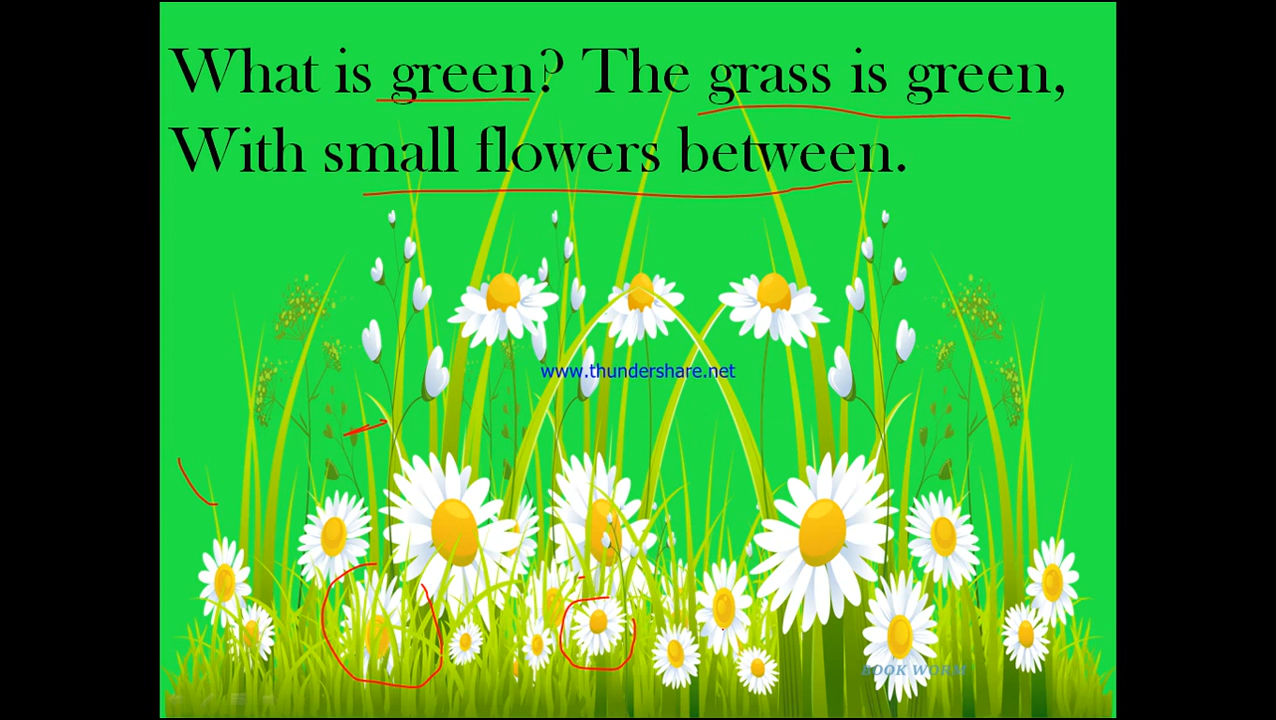 What is green? The grass is green,
With small flowers between.
www.thundershare.net
BOOK WORM